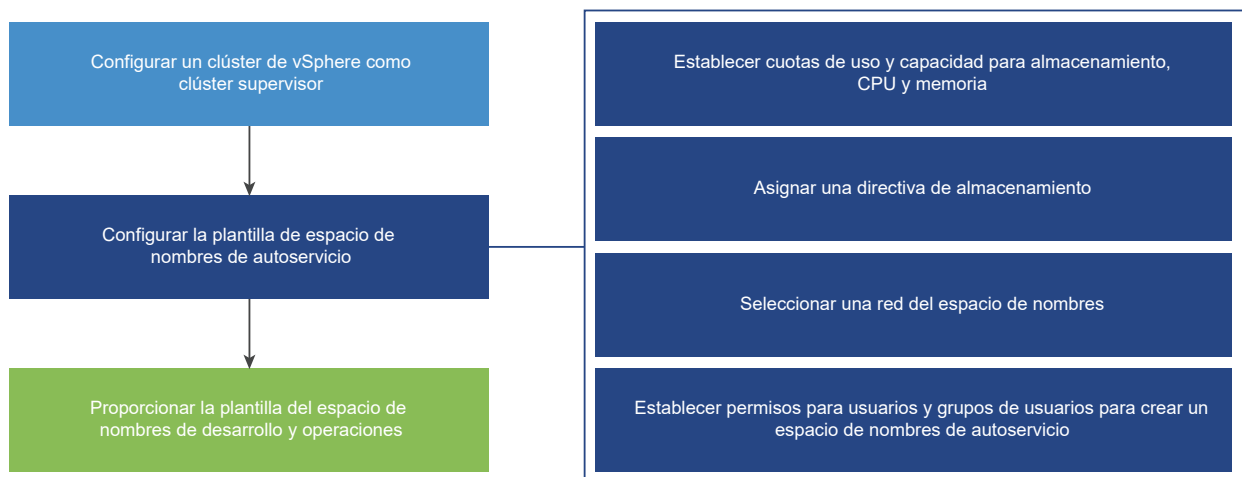 Configurar un clúster de vSphere como
clúster supervisor
Configurar la plantilla de espacio de
nombres de autoservicio
Proporcionar la plantilla del espacio de
nombres de desarrollo y operaciones
Establecer cuotas de uso y capacidad para almacenamiento,
CPU y memoria
Asignar una directiva de almacenamiento
Seleccionar una red del espacio de nombres
Establecer permisos para usuarios y grupos de usuarios para crear un
espacio de nombres de autoservicio